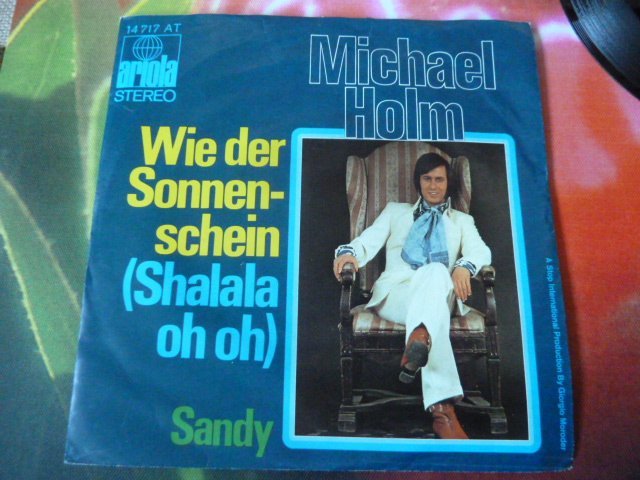 14 717 AT
ariola
STEREO
Michael
Holm
Wie der
Sonnen-
schein
(Shalala
oh oh)
Sandy
A Stop International Production By Giorgio Moroder